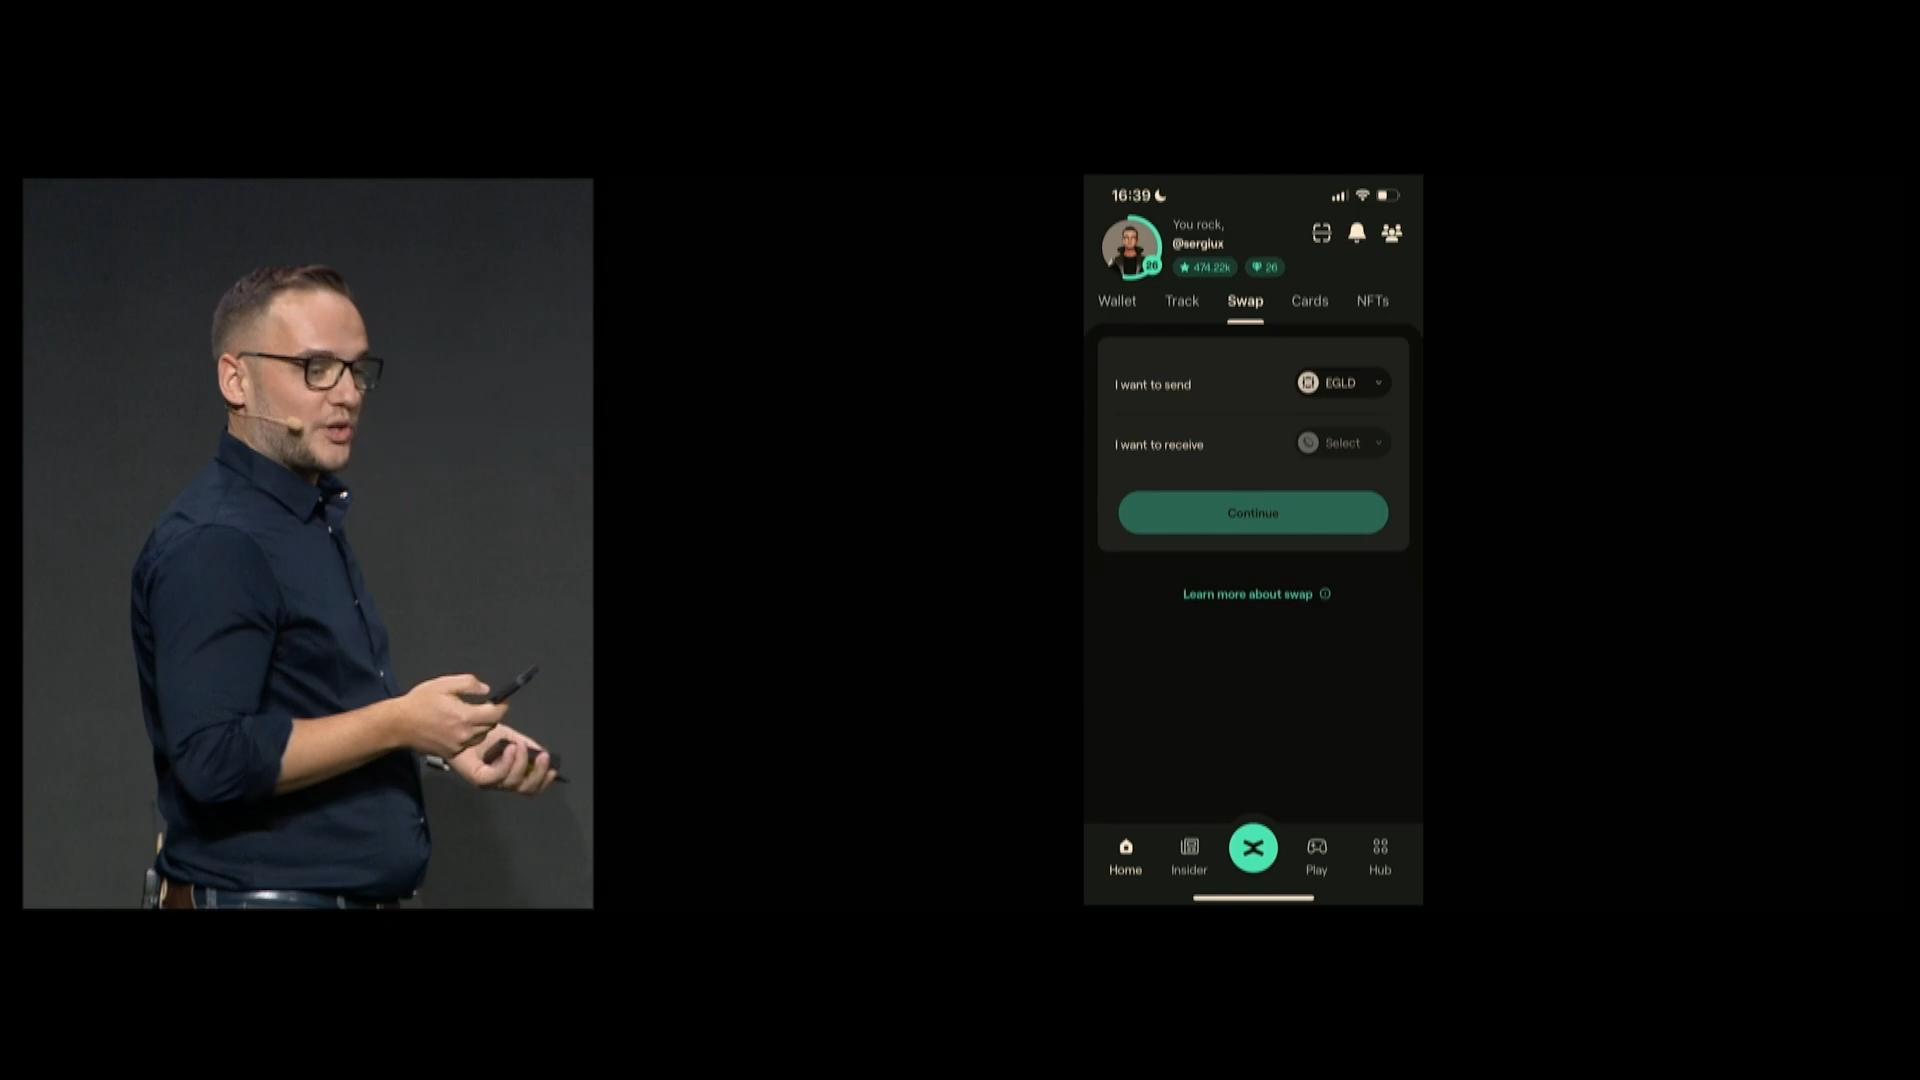 16:39
You rock,
@sergiux
26
474.22k
26
Wallet Track Swap Cards NFTs
I want to send
EGLD
I want to receive
Select
Continue
Learn more about swap
Home Insider Play Hub